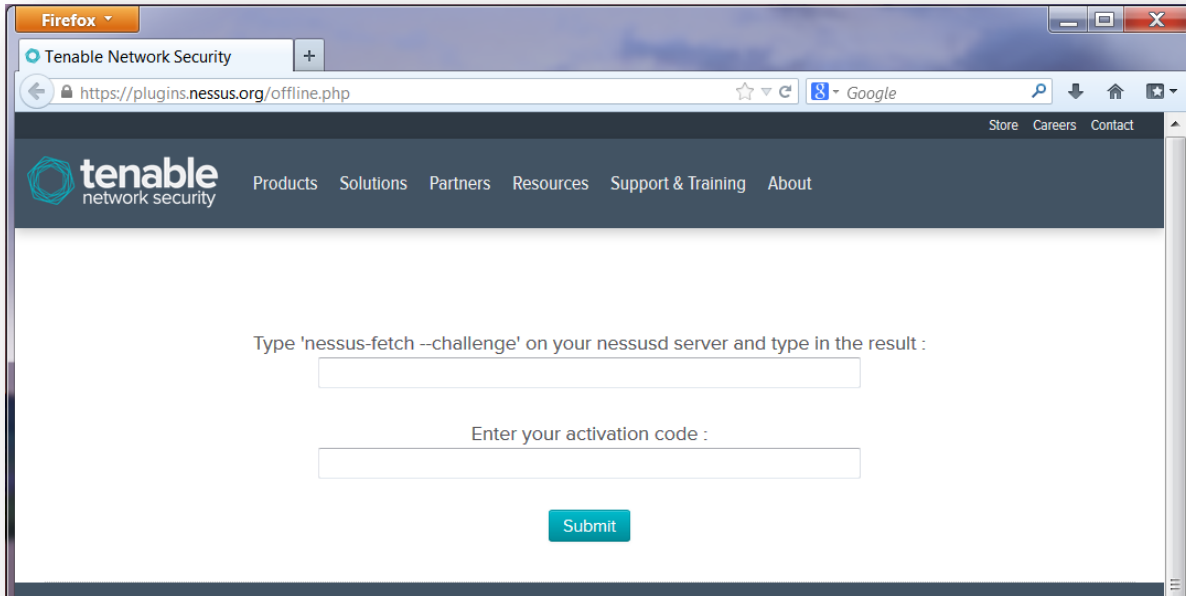 Firefox
Tenable Network Security
https://plugins.nessus.org/offline.php
Google
Store Careers Contact
tenable
network security
Products Solutions Partners Resources Support & Training About
Type 'nessus-fetch --challenge' on your nessusd server and type in the result :
Enter your activation code :
Submit